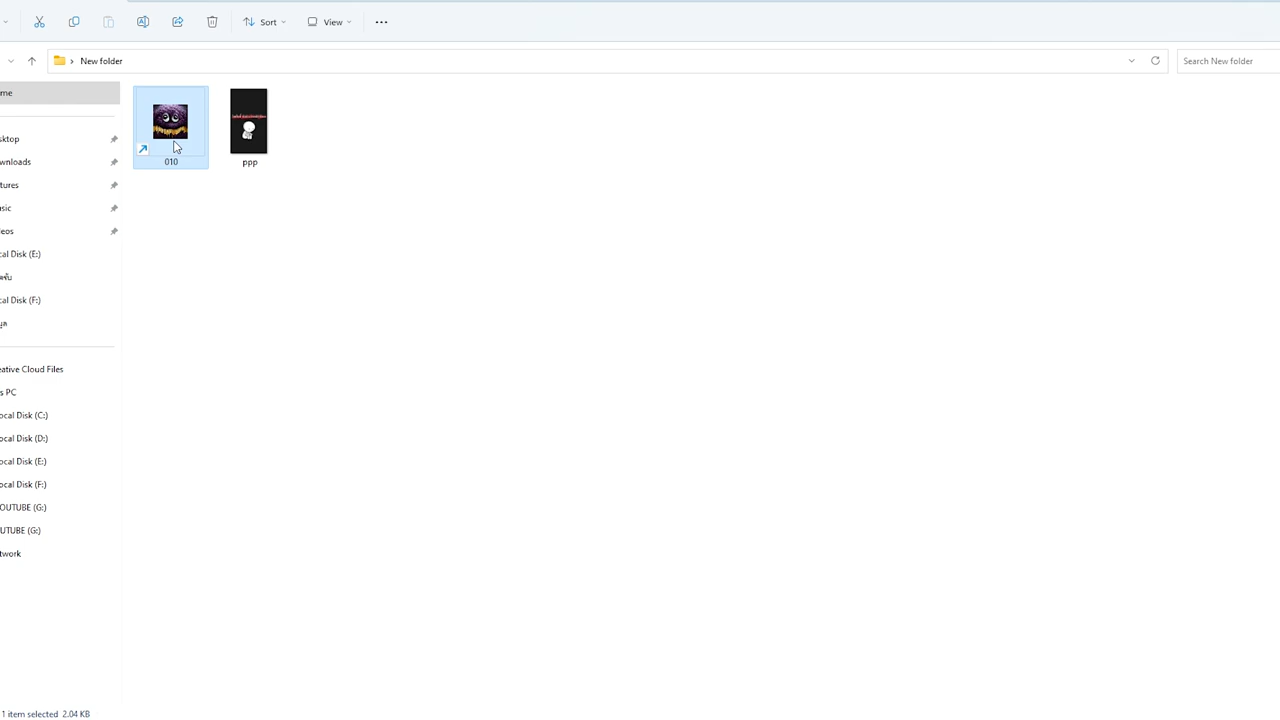 Sort
View
New folder
Search New folder
me
sktop
wnloads
tures
usic
eos
cal Disk (E:)
cal Disk (F:)
eative Cloud Files
s PC
ocal Disk (C:)
ocal Disk (D:)
ocal Disk (E:)
ocal Disk (F:)
OUTUBE (G:)
UTUBE (G:)
twork
010
ppp
1 item selected 2.04 KB